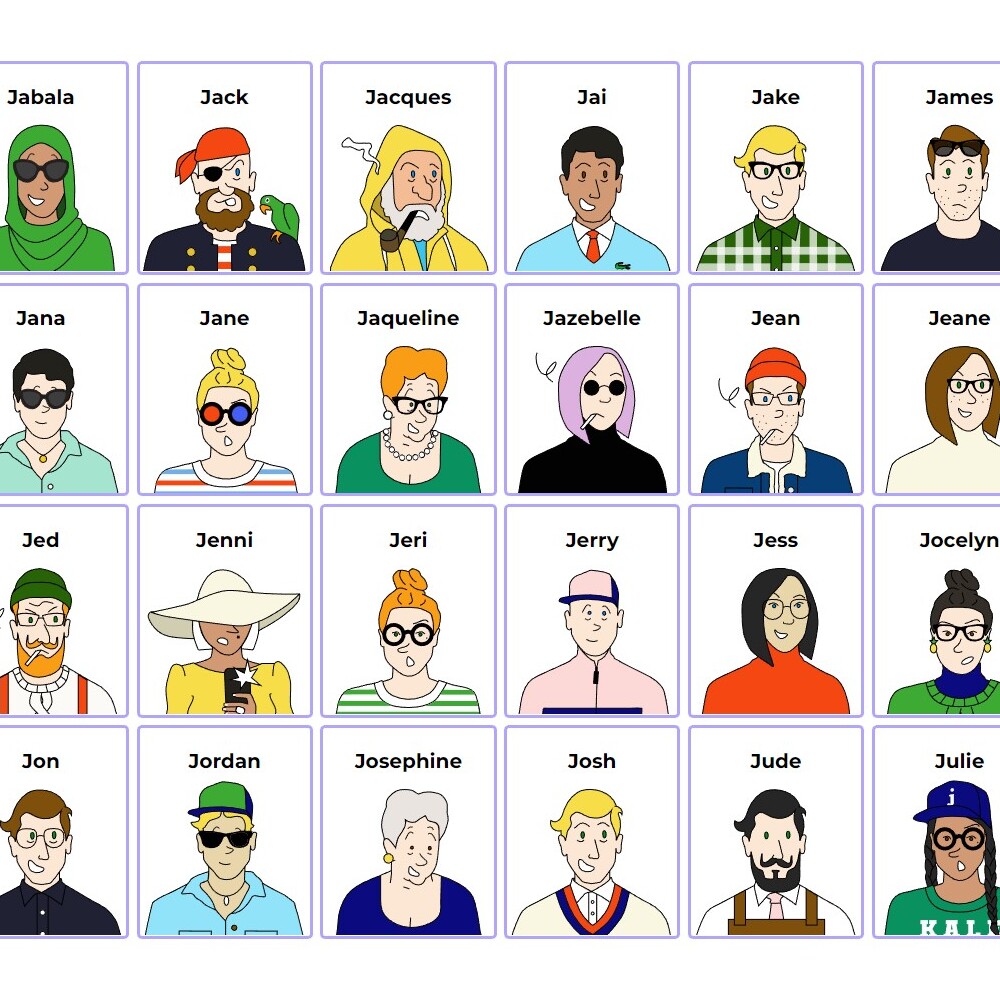 Jabala Jack Jacques Jai Jake James
Jana Jane Jaqueline Jazebelle Jean Jeane
Jed Jenni Jeri Jerry Jess Jocelyn
Jon Jordan Josephine Josh Jude Julie
j